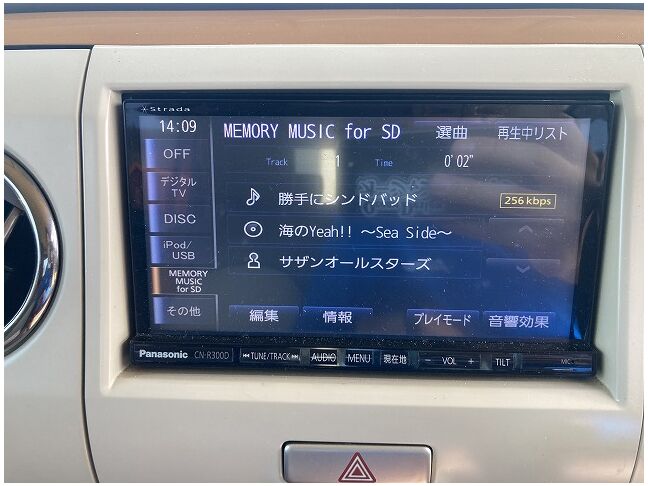 Strada
14:09 MEMORY MUSIC for SD 選曲 再生中リスト
Track 1 Time 0'02"
OFF
デジタル
TV
DISC
iPod/
USB
MEMORY
MUSIC
for SD
その他
勝手にシンドバッド 256 kbps
海のYeah!! ～Sea Side～
サザンオールスターズ
編集 情報 プレイモード 音響効果
Panasonic CN-R300D TUNE/TRACK AUDIO MENU 現在地 − VOL + TILT MIC